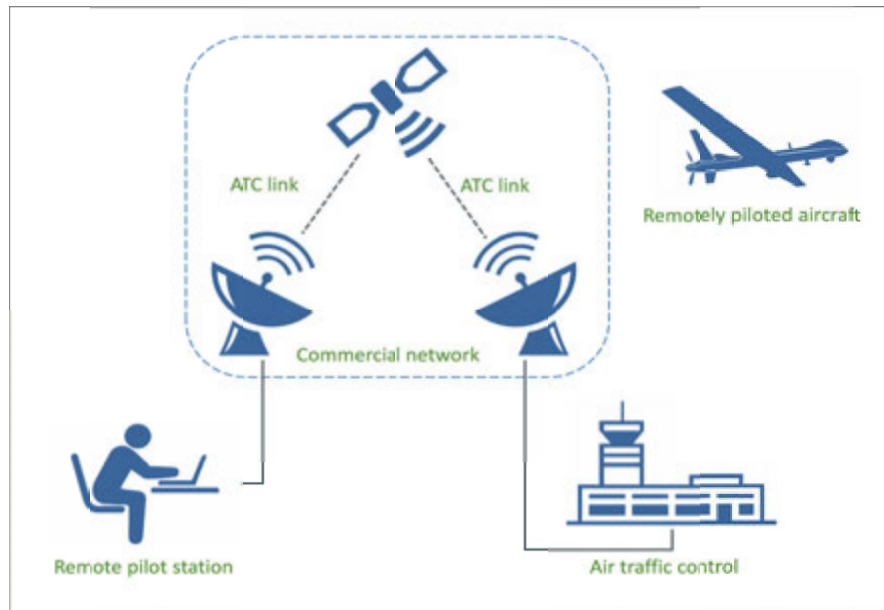 ATC link
ATC link
Remotely piloted aircraft
Commercial network
Remote pilot station
Air traffic control